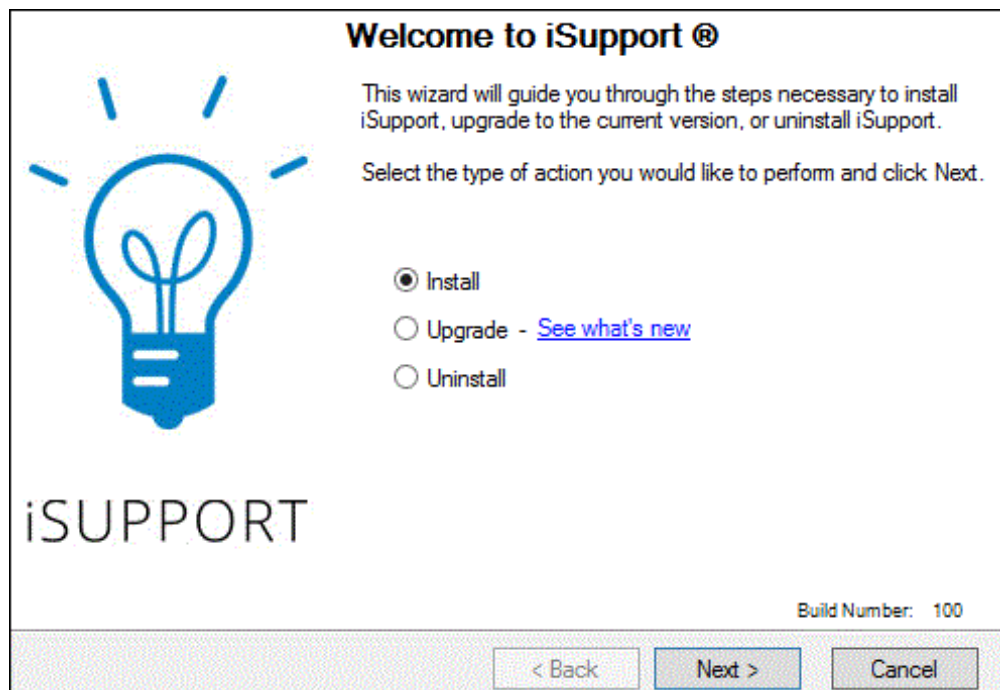 Welcome to iSupport ®
This wizard will guide you through the steps necessary to install
iSupport, upgrade to the current version, or uninstall iSupport.
Select the type of action you would like to perform and click Next.
Install
Upgrade - See what's new
Uninstall
iSUPPORT
Build Number: 100
< Back Next > Cancel